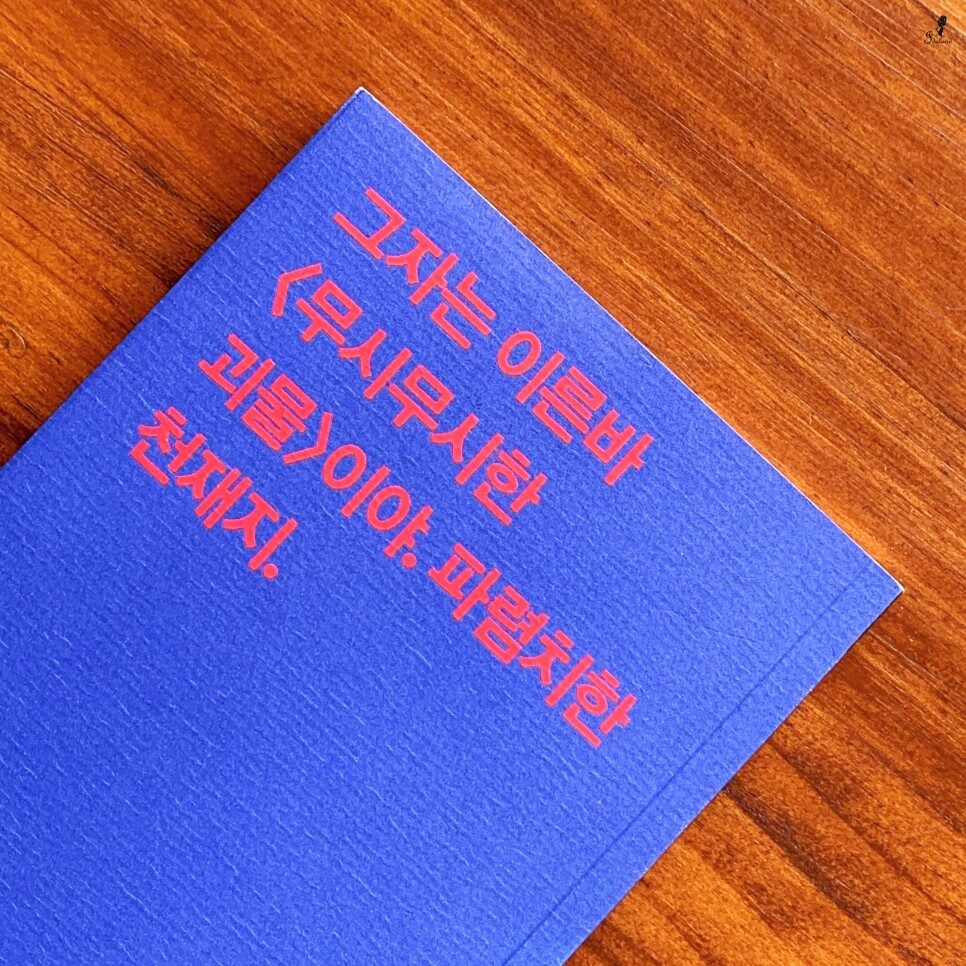 그자는 이른바
<무시무시한
괴물>이야. 파렴치한
천재지.